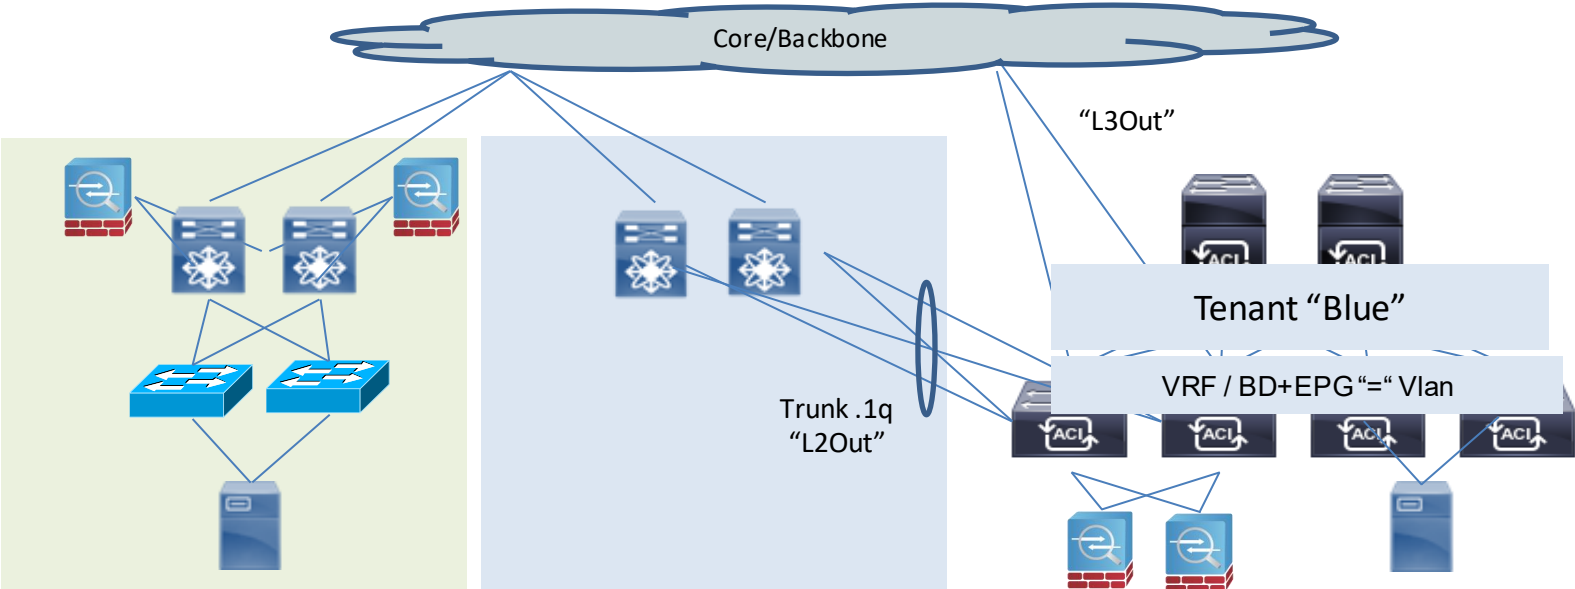 Core/Backbone
“L3Out”
ACI
ACI
Tenant “Blue”
VRF / BD+EPG “=“ Vlan
Trunk .1q
“L2Out”
ACI
ACI
ACI
ACI